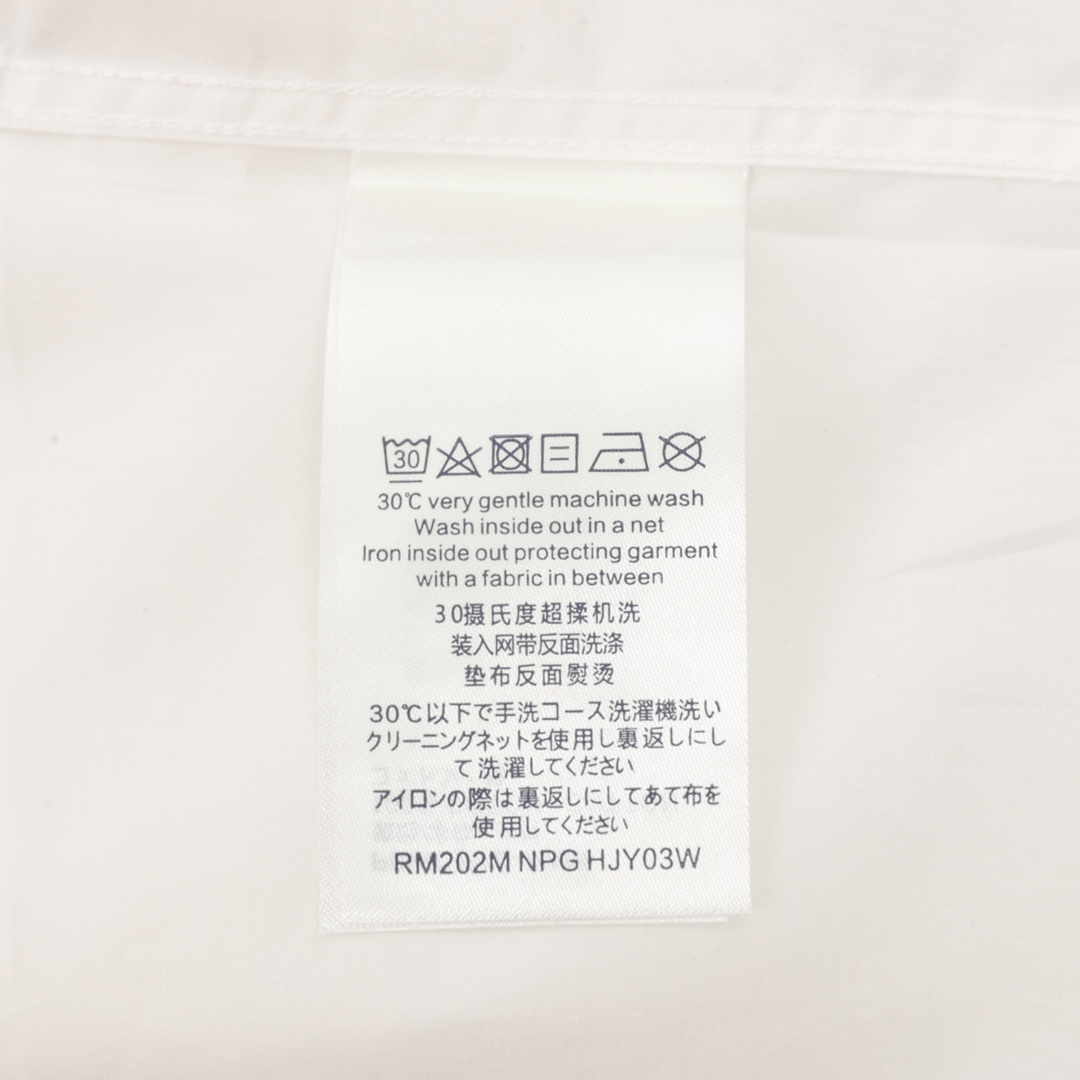 30
30℃ very gentle machine wash
Wash inside out in a net
Iron inside out protecting garment
with a fabric in between
30摄氏度超揉机洗
装入网带反面洗涤
垫布反面熨烫
30℃以下で手洗コース洗濯機洗い
クリーニングネットを使用し裏返しにし
て洗濯してください
アイロンの際は裏返しにしてあて布を
使用してください
RM202M NPG HJY03W